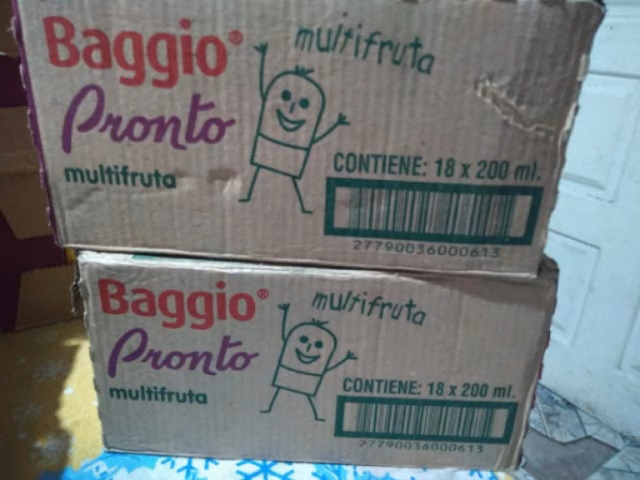 Baggio®
multifruta
Pronto
multifruta
CONTIENE: 18 x 200 ml.
27790036000613
Baggio®
multifruta
Pronto
multifruta
CONTIENE: 18 x 200 ml.
27790036000613